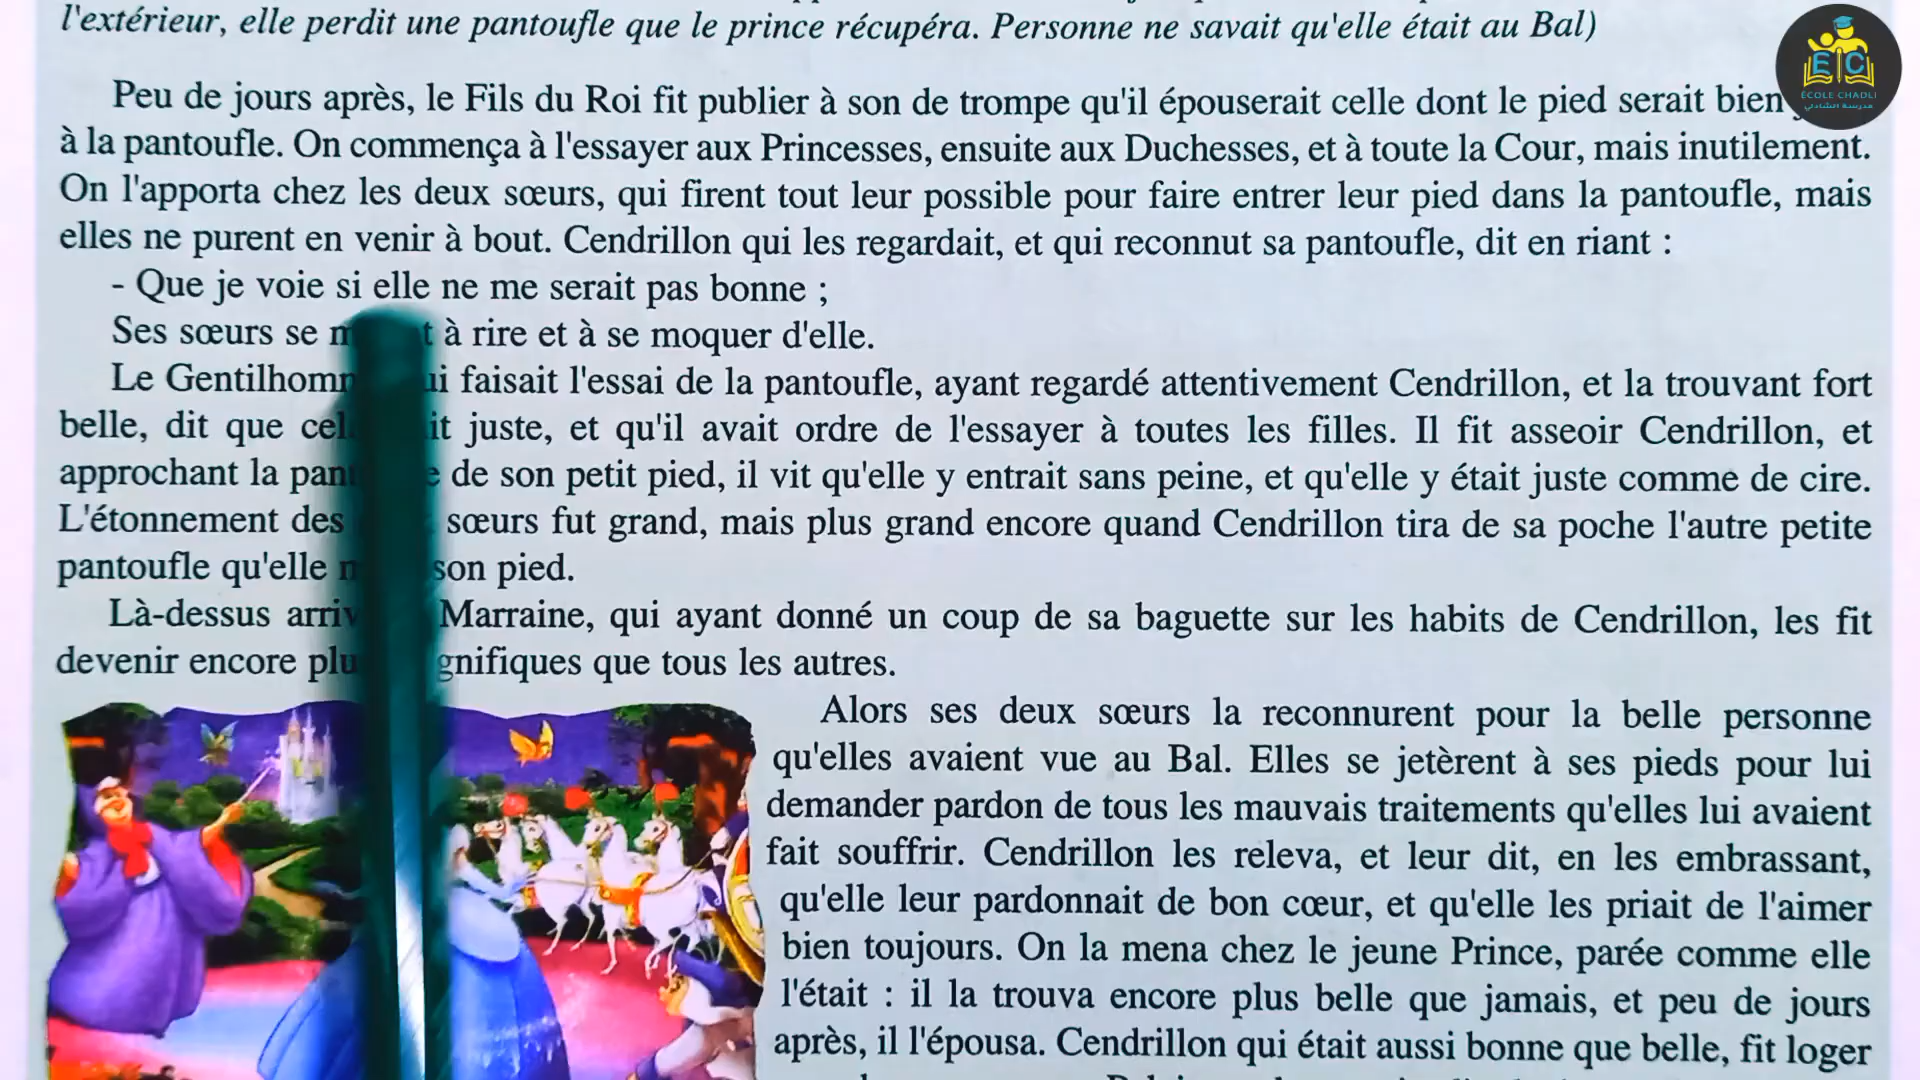 l'extérieur, elle perdit une pantoufle que le prince récupéra. Personne ne savait qu'elle était au Bal)
Peu de jours après, le Fils du Roi fit publier à son de trompe qu'il épouserait celle dont le pied serait bien
à la pantoufle. On commença à l'essayer aux Princesses, ensuite aux Duchesses, et à toute la Cour, mais inutilement.
On l'apporta chez les deux sœurs, qui firent tout leur possible pour faire entrer leur pied dans la pantoufle, mais
elles ne purent en venir à bout. Cendrillon qui les regardait, et qui reconnut sa pantoufle, dit en riant :
- Que je voie si elle ne me serait pas bonne ;
Ses sœurs se à rire et à se moquer d'elle.
Le faisait l'essai de la pantoufle, ayant regardé attentivement Cendrillon, et la trouvant fort
belle, dit que juste, et qu'il avait ordre de l'essayer à toutes les filles. Il fit asseoir Cendrillon, et
approchant la de son petit pied, il vit qu'elle y entrait sans peine, et qu'elle y était juste comme de cire.
L'étonnement des sœurs fut grand, mais plus grand encore quand Cendrillon tira de sa poche l'autre petite
pantoufle qu'elle son pied.
Là-dessus Marraine, qui ayant donné un coup de sa baguette sur les habits de Cendrillon, les fit
devenir encore que tous les autres.
Alors ses deux sœurs la reconnurent pour la belle personne
qu'elles avaient vue au Bal. Elles se jetèrent à ses pieds pour lui
demander pardon de tous les mauvais traitements qu'elles lui avaient
fait souffrir. Cendrillon les releva, et leur dit, en les embrassant,
qu'elle leur pardonnait de bon cœur, et qu'elle les priait de l'aimer
bien toujours. On la mena chez le jeune Prince, parée comme elle
l'était : il la trouva encore plus belle que jamais, et peu de jours
après, il l'épousa. Cendrillon qui était aussi bonne que belle, fit loger
EC
ÉCOLE CHADLI
مدرسة الشاذلي